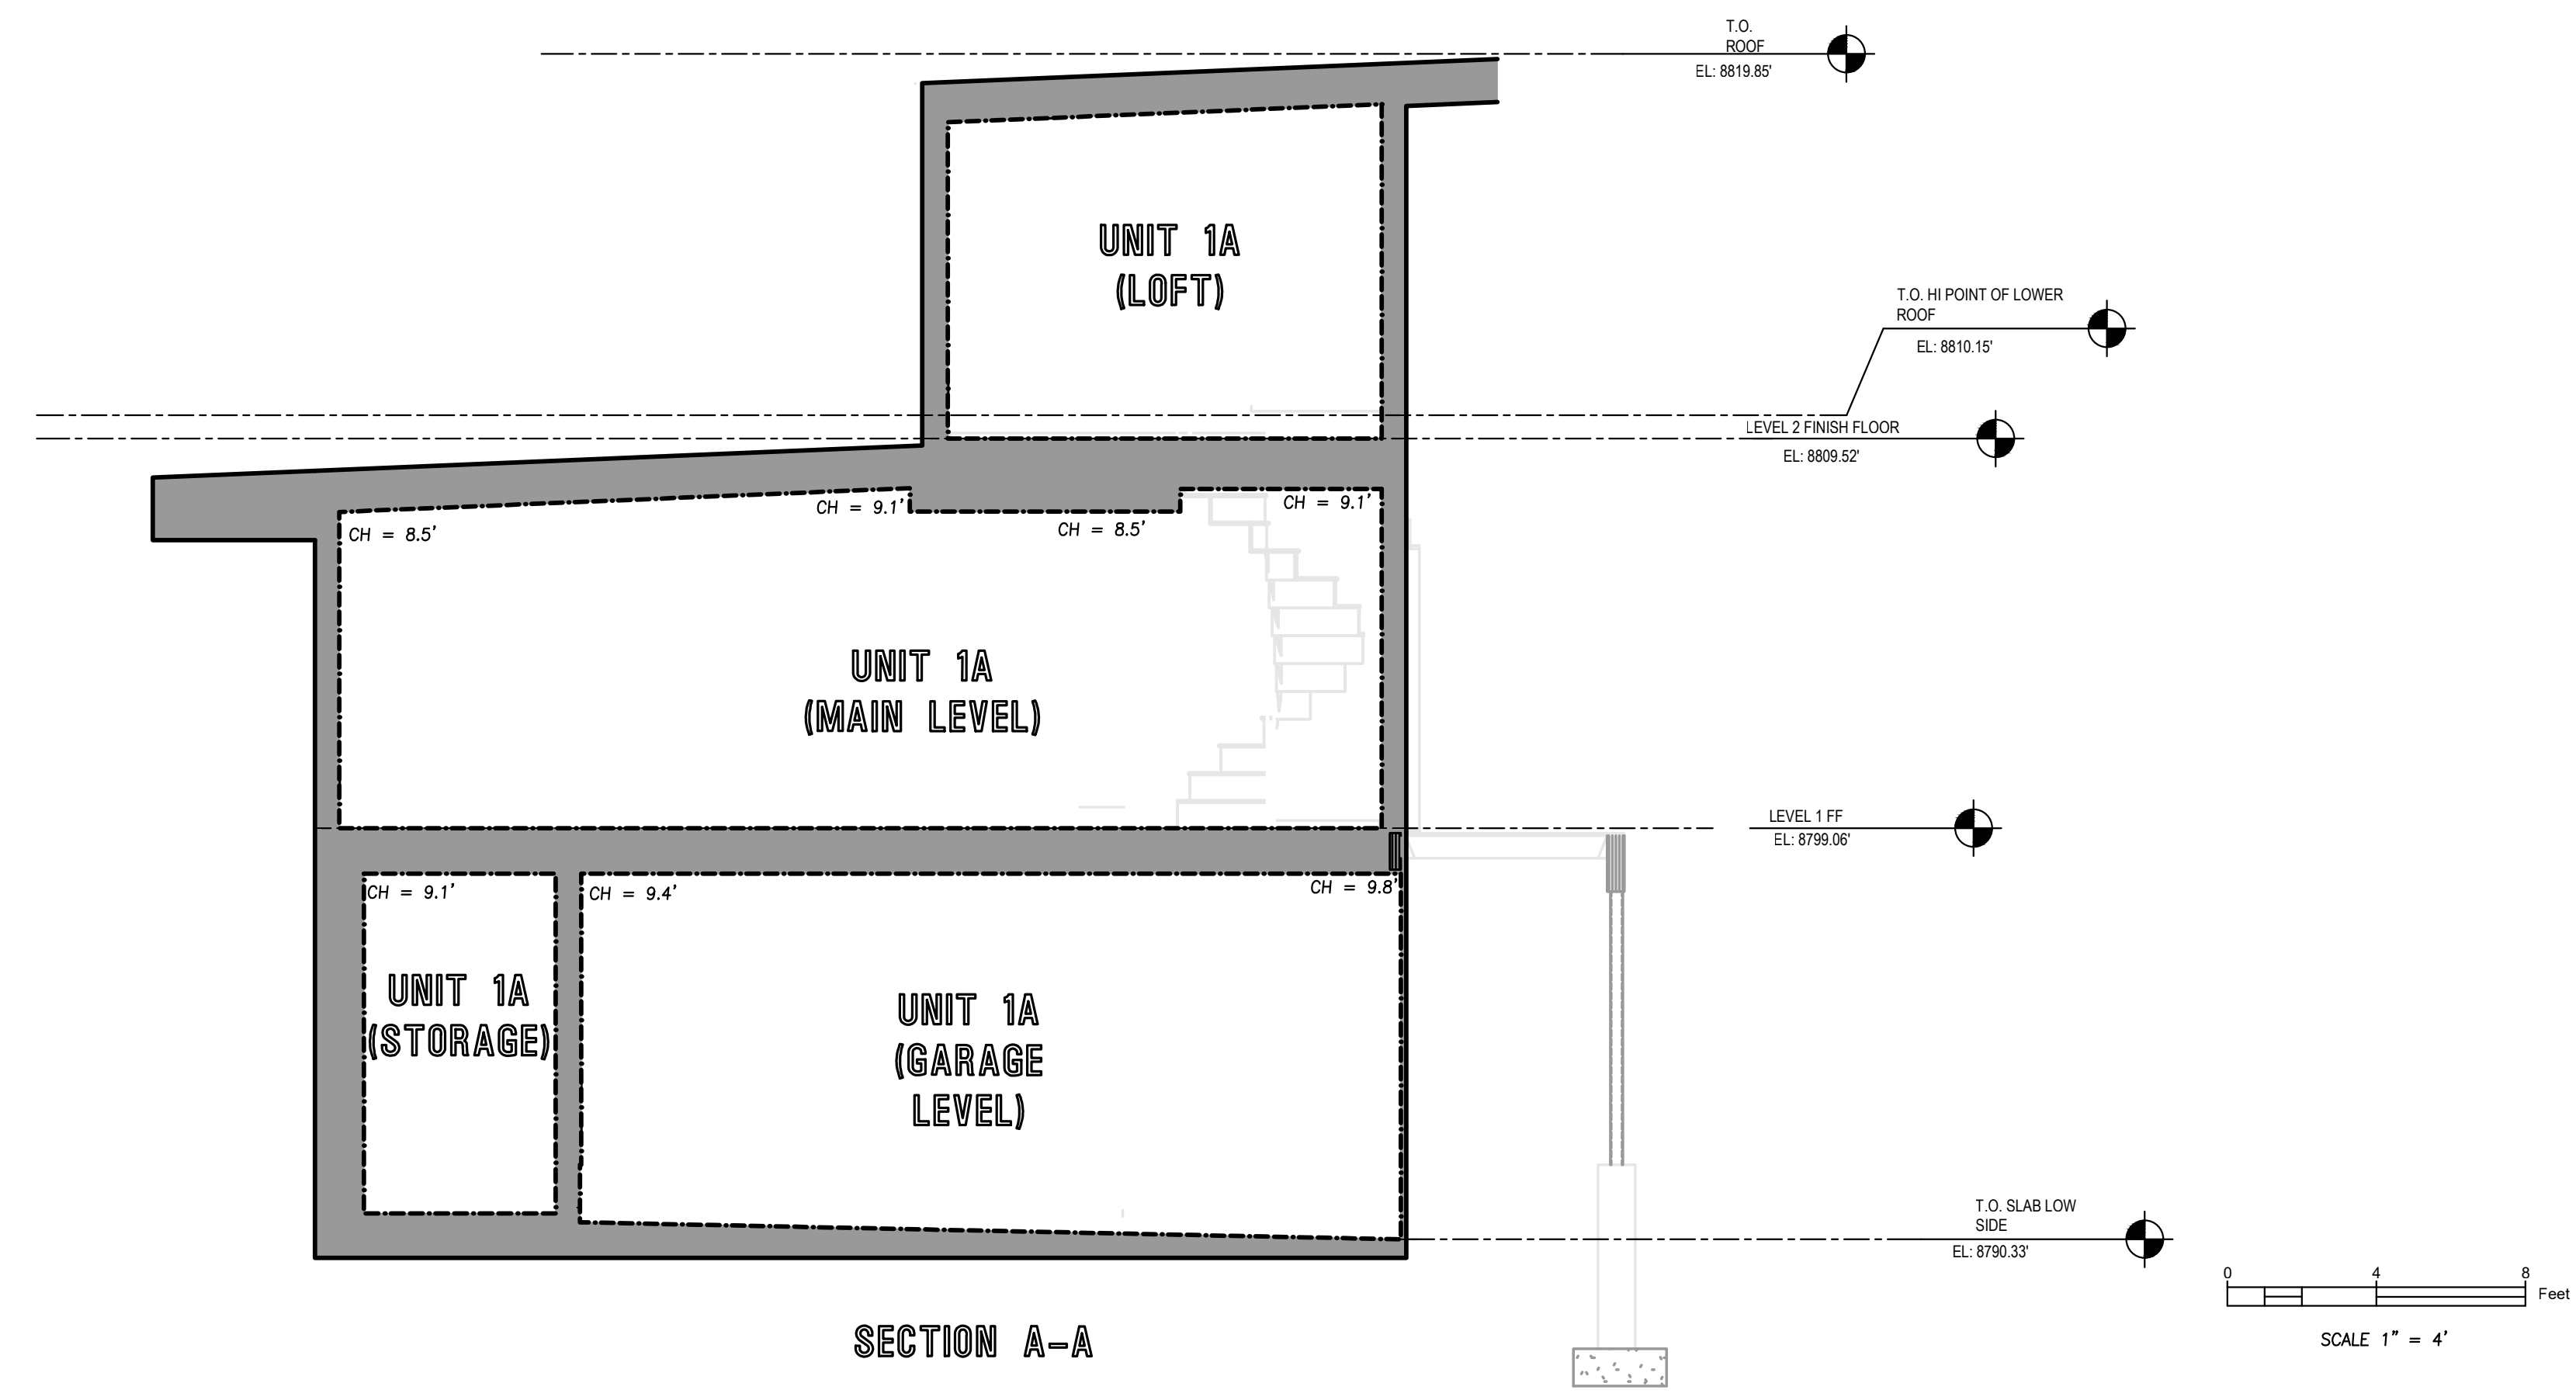 T.O.
ROOF
EL: 8819.85'
UNIT 1A
(LOFT)
T.O. HI POINT OF LOWER
ROOF
EL: 8810.15'
LEVEL 2 FINISH FLOOR
EL: 8809.52'
CH = 8.5'
CH = 9.1'
CH = 8.5'
CH = 9.1'
UNIT 1A
(MAIN LEVEL)
LEVEL 1 FF
EL: 8799.06'
CH = 9.1'
CH = 9.4'
CH = 9.8'
UNIT 1A
(STORAGE)
UNIT 1A
(GARAGE
LEVEL)
T.O. SLAB LOW
SIDE
EL: 8790.33'
0 4 8
Feet
SCALE 1" = 4'
SECTION A-A